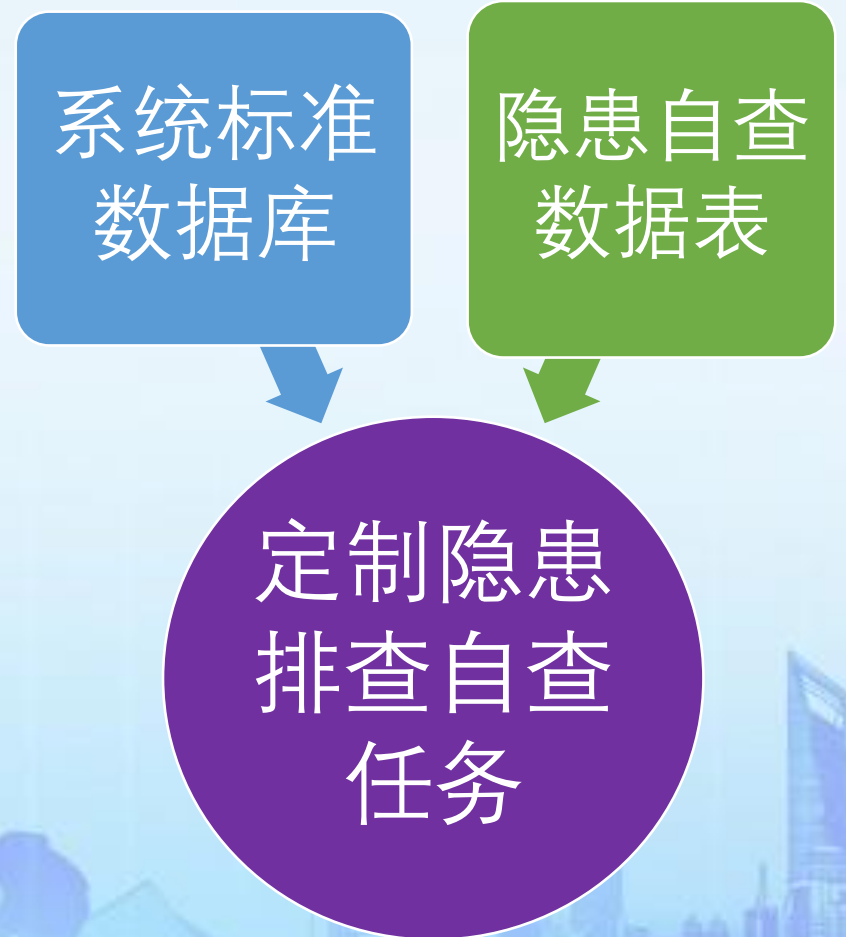 系统标准
数据库
隐患自查
数据表
定制隐患
排查自查
任务